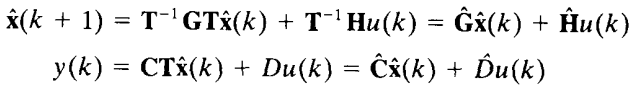 x̂(k + 1) = T⁻¹GTx̂(k) + T⁻¹Hu(k) = Ĝx̂(k) + Ĥu(k)
y(k) = CTx̂(k) + Du(k) = Ĉx̂(k) + D̂u(k)